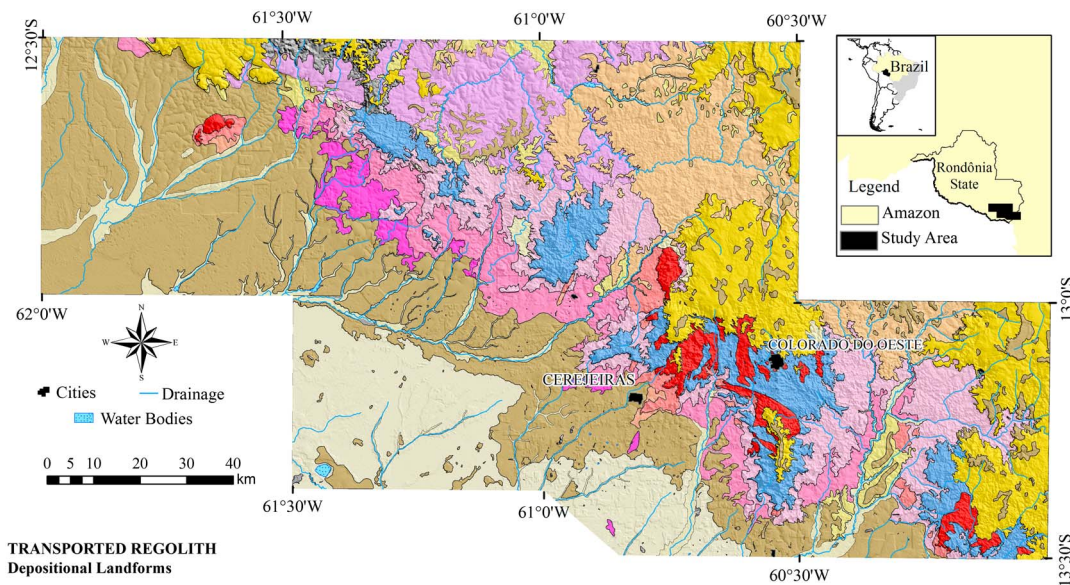 61°30'W
61°0'W
60°30'W
12°30'S
Brazil
Rondônia
State
Legend
Amazon
Study Area
62°0'W
13°0'S
N
W
E
S
COLORADO DO OESTE
Cities
Drainage
CEREJEIRAS
Water Bodies
0 5 10 20 30 40
km
61°30'W
61°0'W
60°30'W
13°30'S
TRANSPORTED REGOLITH
Depositional Landforms